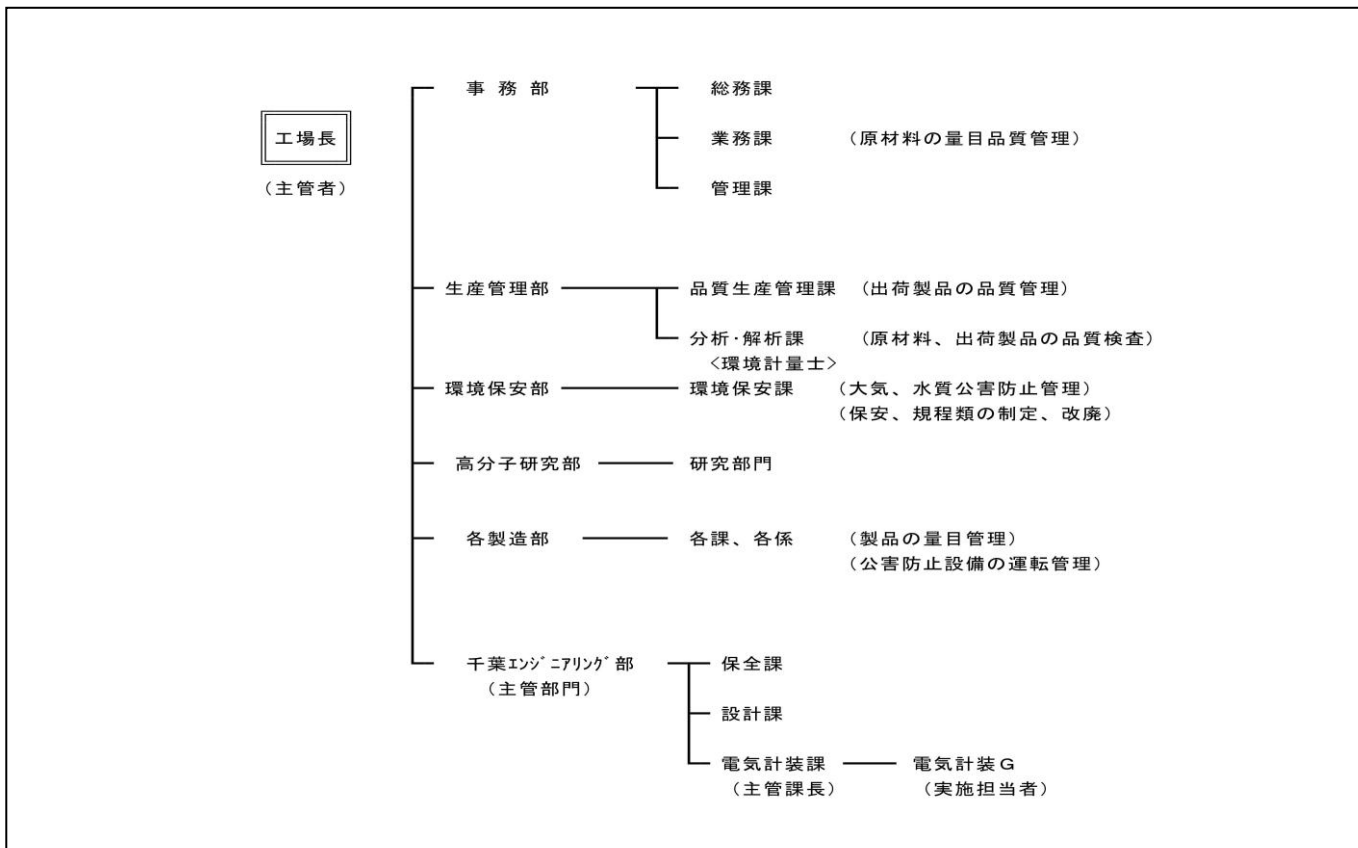 事 務 部 総務課
工場長
業務課 (原材料の量目品質管理)
(主管者)
管理課
生産管理部 品質生産管理課 (出荷製品の品質管理)
分析･解析課 (原材料、出荷製品の品質検査)
<環境計量士>
環境保安部 環境保安課 (大気、水質公害防止管理)
(保安、規程類の制定、改廃)
高分子研究部 研究部門
各製造部 各課、各係 (製品の量目管理)
(公害防止設備の運転管理)
千葉ｴﾝｼﾞﾆｱﾘﾝｸﾞ部 保全課
(主管部門)
設計課
電気計装課 電気計装Ｇ
(主管課長) (実施担当者)